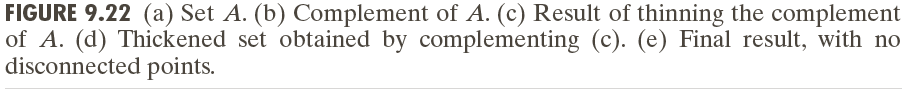 FIGURE 9.22 (a) Set A. (b) Complement of A. (c) Result of thinning the complement
of A. (d) Thickened set obtained by complementing (c). (e) Final result, with no
disconnected points.